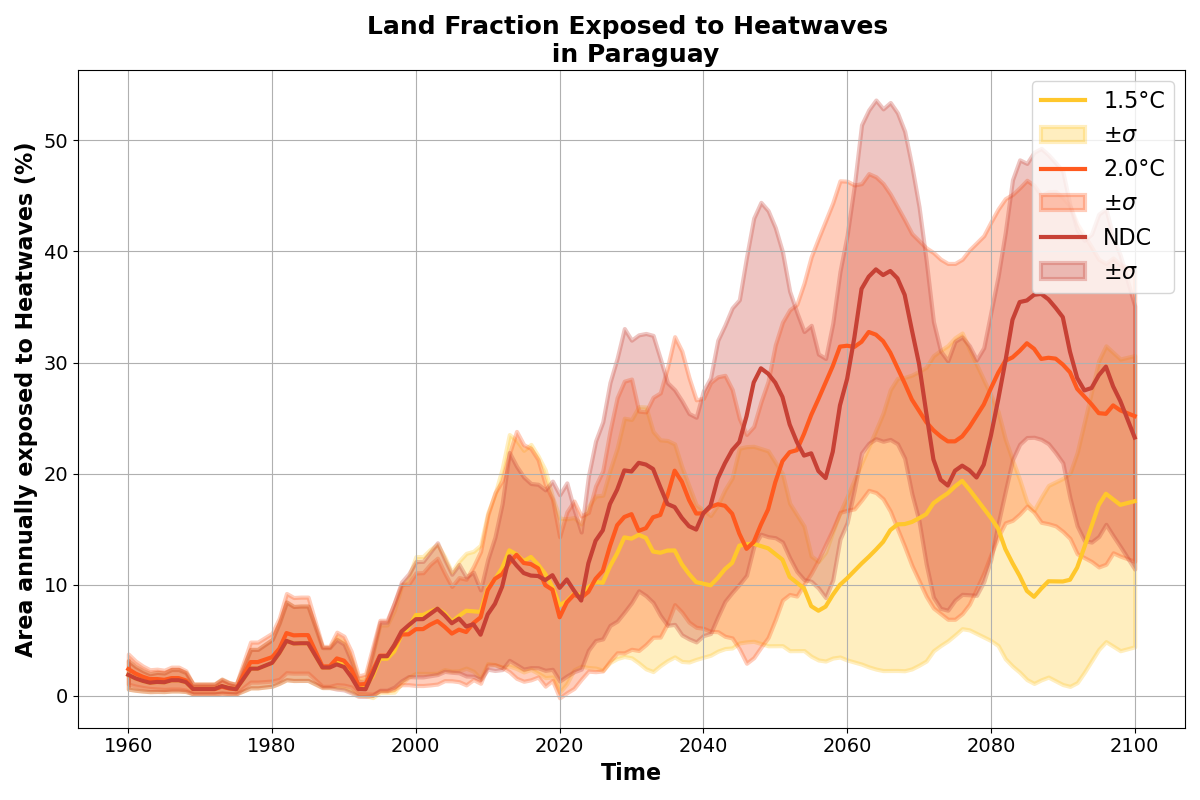 Land Fraction Exposed to Heatwaves
in Paraguay
Area annually exposed to Heatwaves (%)
50
40
30
20
10
0
1960
1980
2000
2020
2040
2060
2080
2100
Time
1.5°C
±σ
2.0°C
±σ
NDC
±σ